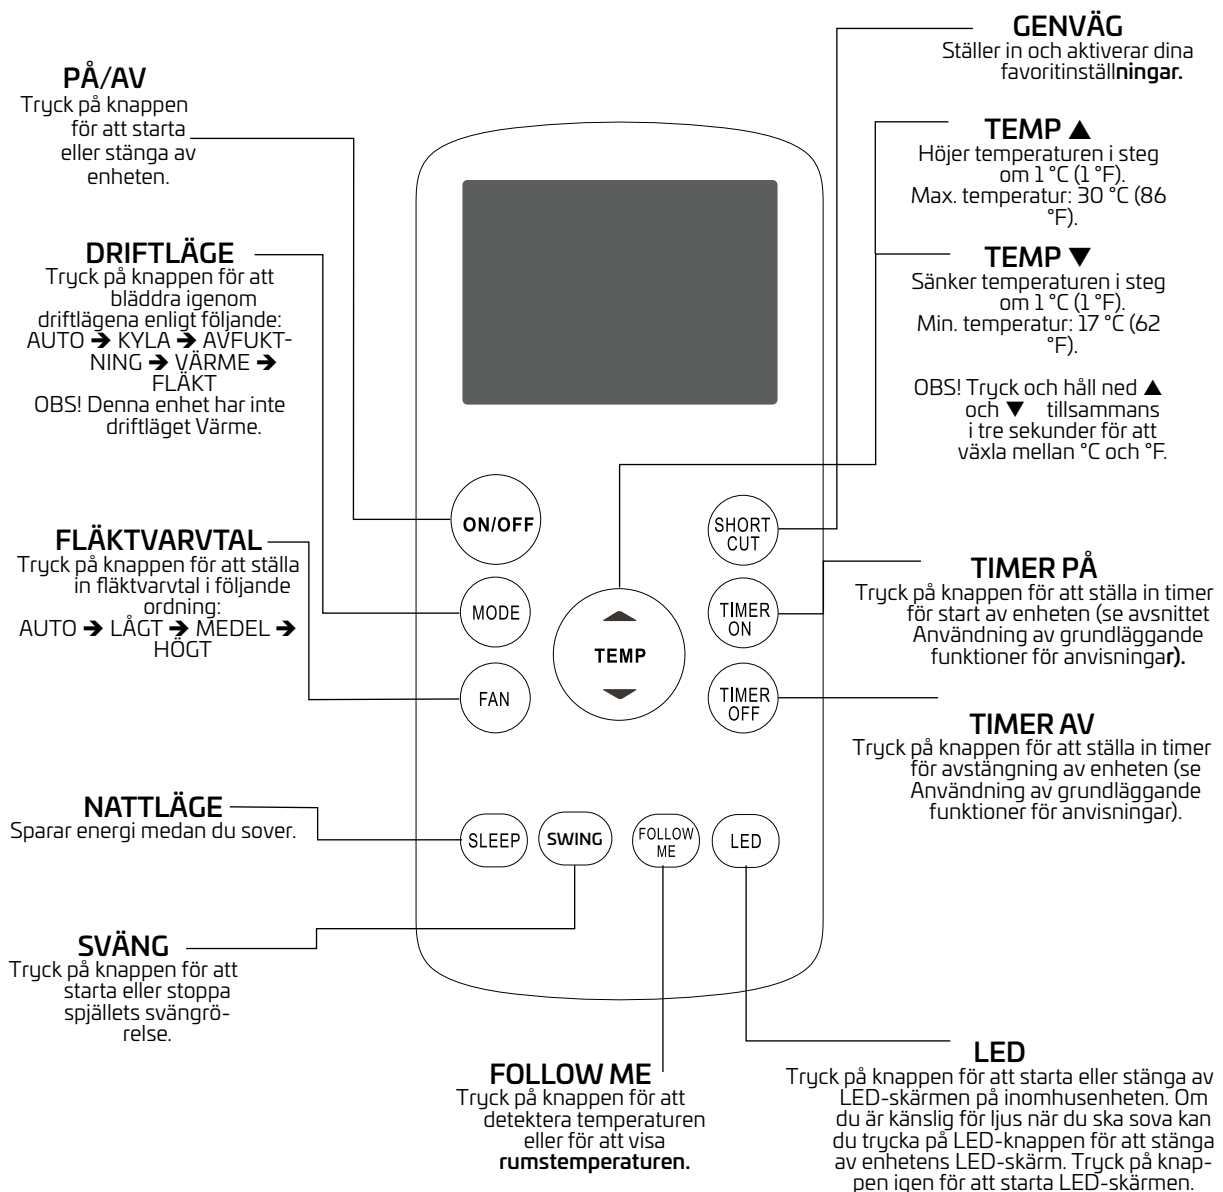 GENVÄG
Ställer in och aktiverar dina
favoritinställningar.
PÅ/AV
Tryck på knappen
för att starta
eller stänga av
enheten.
TEMP ▲
Höjer temperaturen i steg
om 1 °C (1 °F).
Max. temperatur: 30 °C (86
°F).
DRIFTLÄGE
Tryck på knappen för att
bläddra igenom
driftlägena enligt följande:
AUTO ➔ KYLA ➔ AVFUKT-
NING ➔ VÄRME ➔
FLÄKT
OBS! Denna enhet har inte
driftläget Värme.
TEMP ▼
Sänker temperaturen i steg
om 1 °C (1 °F).
Min. temperatur: 17 °C (62
°F).
OBS! Tryck och håll ned ▲
och ▼ tillsammans
i tre sekunder för att
växla mellan °C och °F.
ON/OFF
SHORT
CUT
FLÄKTVARVTAL
Tryck på knappen för att ställa
in fläktvarvtal i följande
ordning:
AUTO ➔ LÅGT ➔ MEDEL ➔
HÖGT
MODE
TEMP
TIMER
ON
FAN
TIMER
OFF
TIMER PÅ
Tryck på knappen för att ställa in timer
för start av enheten (se avsnittet
Användning av grundläggande
funktioner för anvisningar).
TIMER AV
Tryck på knappen för att ställa in timer
för avstängning av enheten (se
Användning av grundläggande
funktioner för anvisningar).
NATTLÄGE
Sparar energi medan du sover.
SLEEP
SWING
FOLLOW
ME
LED
SVÄNG
Tryck på knappen för att
starta eller stoppa
spjällets svängrö-
relse.
FOLLOW ME
Tryck på knappen för att
detektera temperaturen
eller för att visa
rumstemperaturen.
LED
Tryck på knappen för att starta eller stänga av
LED-skärmen på inomhusenheten. Om
du är känslig för ljus när du ska sova kan
du trycka på LED-knappen för att stänga
av enhetens LED-skärm. Tryck på knap-
pen igen för att starta LED-skärmen.